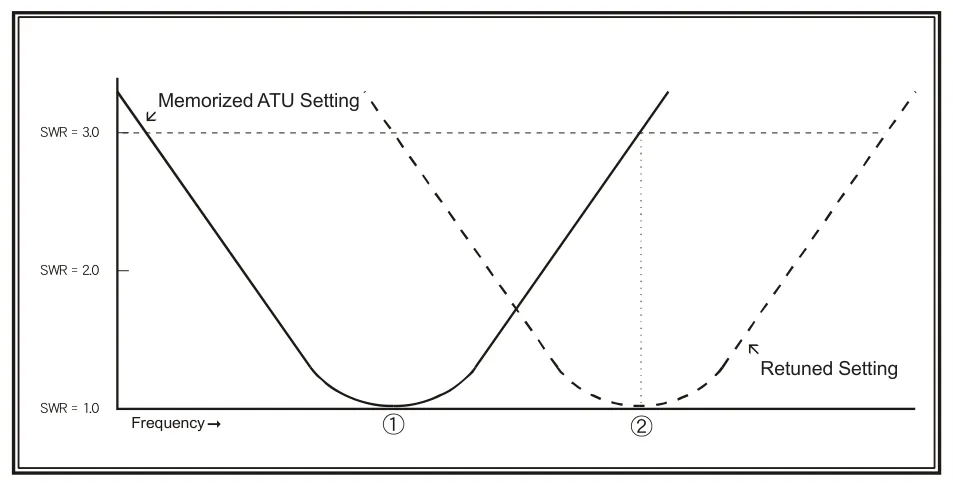 Memorized ATU Setting
SWR = 3.0
SWR = 2.0
Retuned Setting
SWR = 1.0
Frequency→
①
②